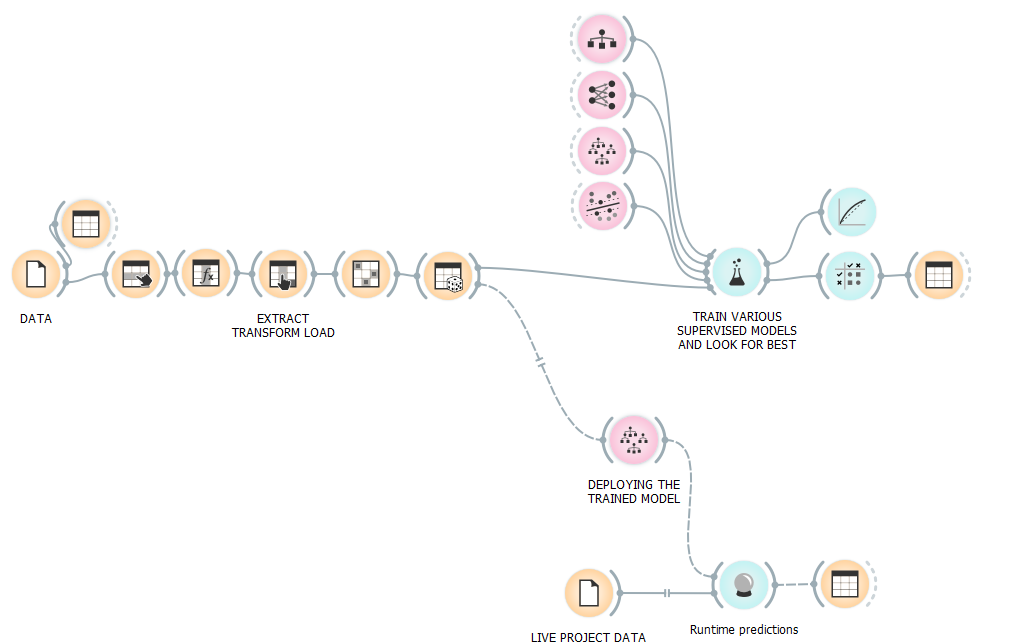 DATA
EXTRACT
TRANSFORM LOAD
TRAIN VARIOUS
SUPERVISED MODELS
AND LOOK FOR BEST
DEPLOYING THE
TRAINED MODEL
LIVE PROJECT DATA
Runtime predictions